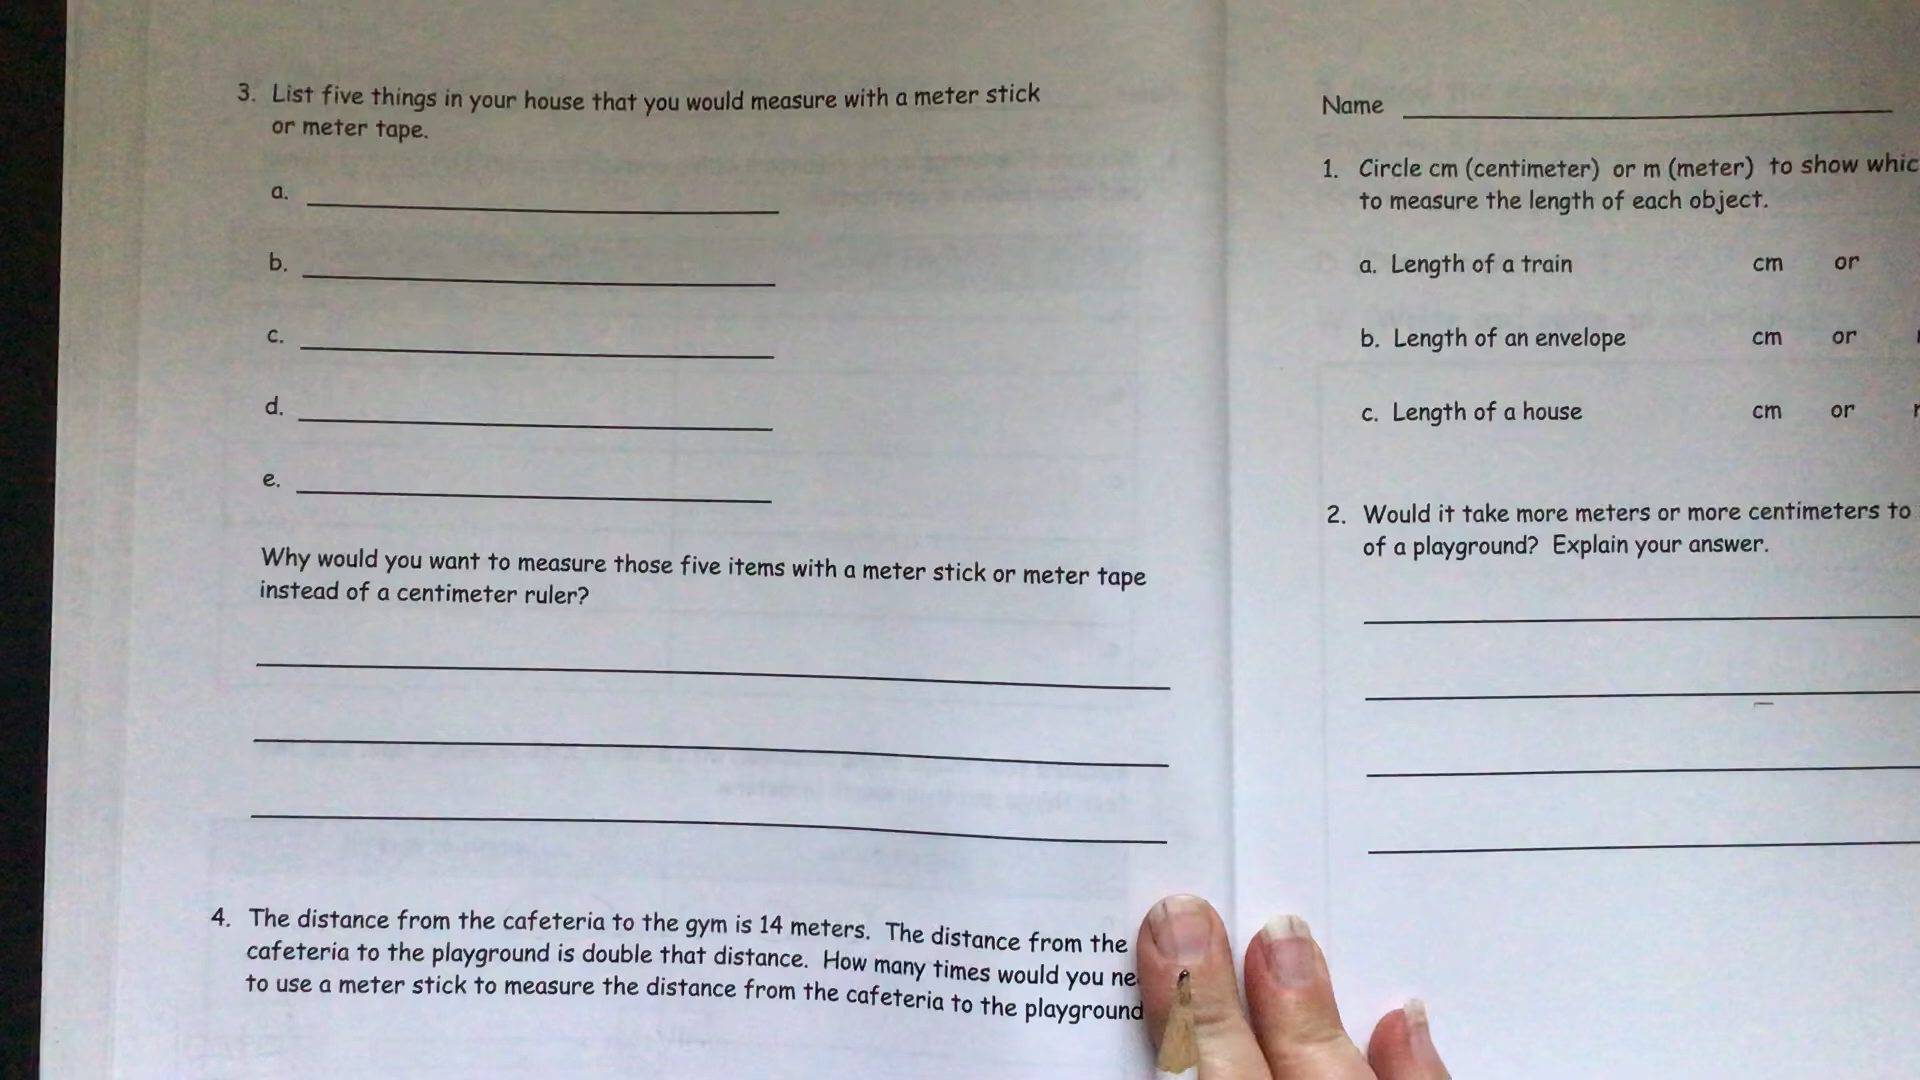 3. List five things in your house that you would measure with a meter stick
or meter tape.
a.
b.
c.
d.
e.
Why would you want to measure those five items with a meter stick or meter tape
instead of a centimeter ruler?
4. The distance from the cafeteria to the gym is 14 meters. The distance from the
cafeteria to the playground is double that distance. How many times would you ne
to use a meter stick to measure the distance from the cafeteria to the playground
Name
1. Circle cm (centimeter) or m (meter) to show whic
to measure the length of each object.
a. Length of a train cm or
b. Length of an envelope cm or
c. Length of a house cm or
2. Would it take more meters or more centimeters to
of a playground? Explain your answer.